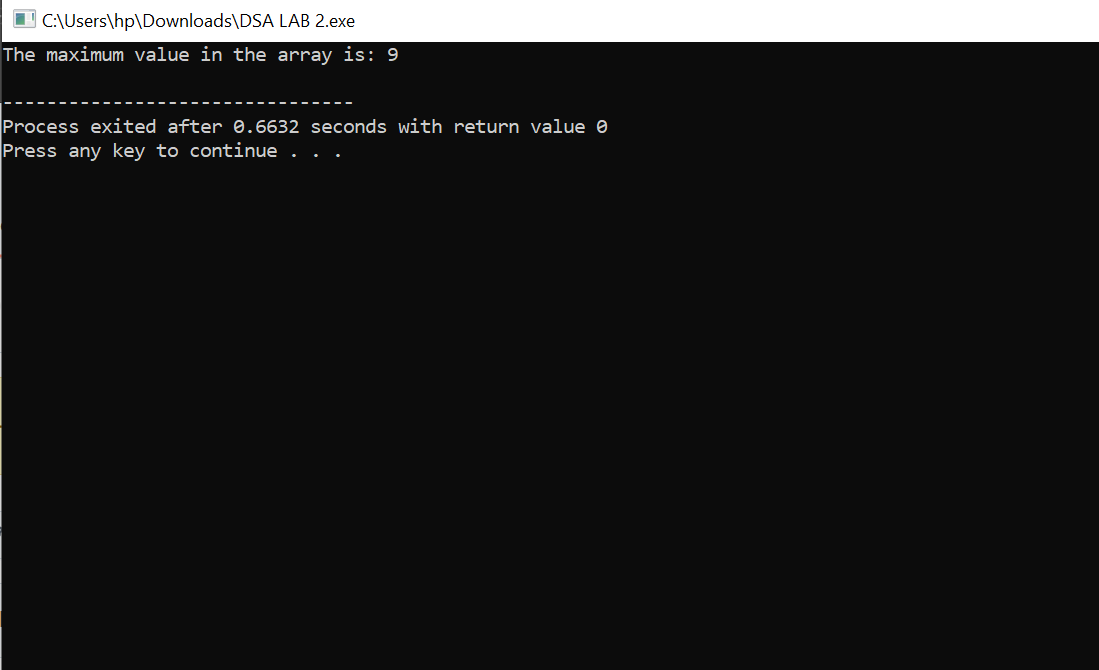 C:\Users\hp\Downloads\DSA LAB 2.exe
The maximum value in the array is: 9
--------------------------------
Process exited after 0.6632 seconds with return value 0
Press any key to continue . . .